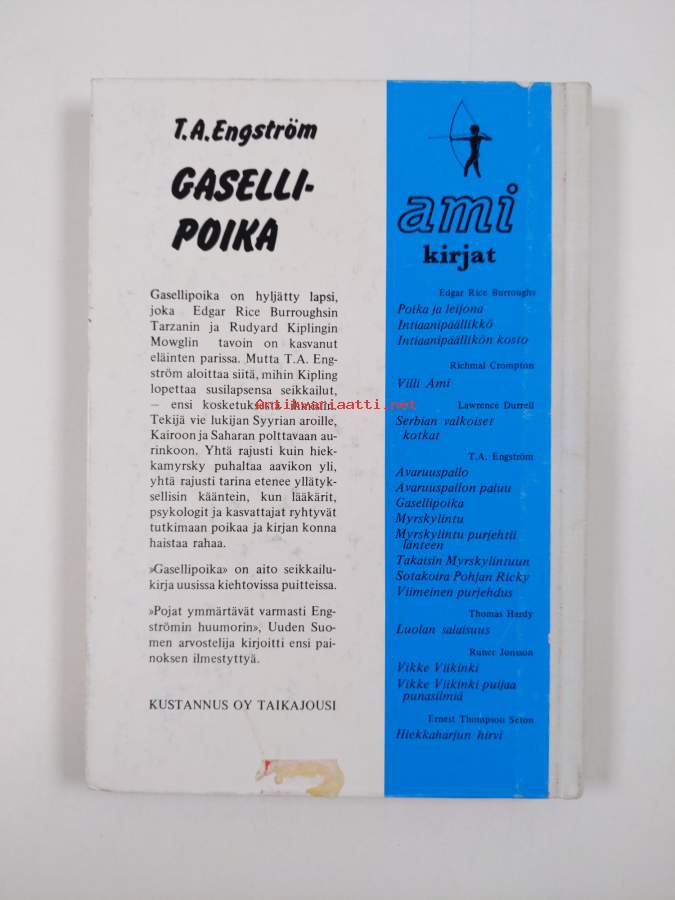 T.A.Engström
GASELLI-
POIKA
Gasellipoika on hyljätty lapsi,
joka Edgar Rice Burroughsin
Tarzanin ja Rudyard Kiplingin
Mowglin tavoin on kasvanut
eläinten parissa. Mutta T.A. Eng-
ström aloittaa siitä, mihin Kipling
lopettaa susilapsensa seikkailut,
— ensi kosketuksesta ihmisiin.
Antikvariaatti.net
Tekijä vie lukijan Syyrian aroille,
Kairoon ja Saharan polttavaan au-
rinkoon. Yhtä rajusti kuin hiek-
kamyrsky puhaltaa aavikon yli,
yhtä rajusti tarina etenee yllätyk-
sellisin kääntein, kun lääkärit,
psykologit ja kasvattajat ryhtyvät
tutkimaan poikaa ja kirjan konna
haistaa rahaa.
»Gasellipoika» on aito seikkailu-
kirja uusissa kiehtovissa puitteissa.
»Pojat ymmärtävät varmasti Eng-
strömin huumorin», Uuden Suo-
men arvostelija kirjoitti ensi pai-
noksen ilmestyttyä.
KUSTANNUS OY TAIKAJOUSI
ami
kirjat
Edgar Rice Burroughs
Poika ja leijona
Intiaanipäällikkö
Intiaanipäällikön kosto
Richmal Crompton
Villi Ami
Lawrence Durrell
Serbian valkoiset
kotkat
T.A. Engström
Avaruuspallo
Avaruuspallon paluu
Gasellipoika
Myrskylintu
Myrskylintu purjehtii
länteen
Takaisin Myrskylintuun
Sotakoira Pohjan Ricky
Viimeinen purjehdus
Thomas Hardy
Luolan salaisuus
Runer Jonsson
Vikke Viikinki
Vikke Viikinki puijaa
punasilmiä
Ernest Thompson Seton
Hiekkaharjun hirvi